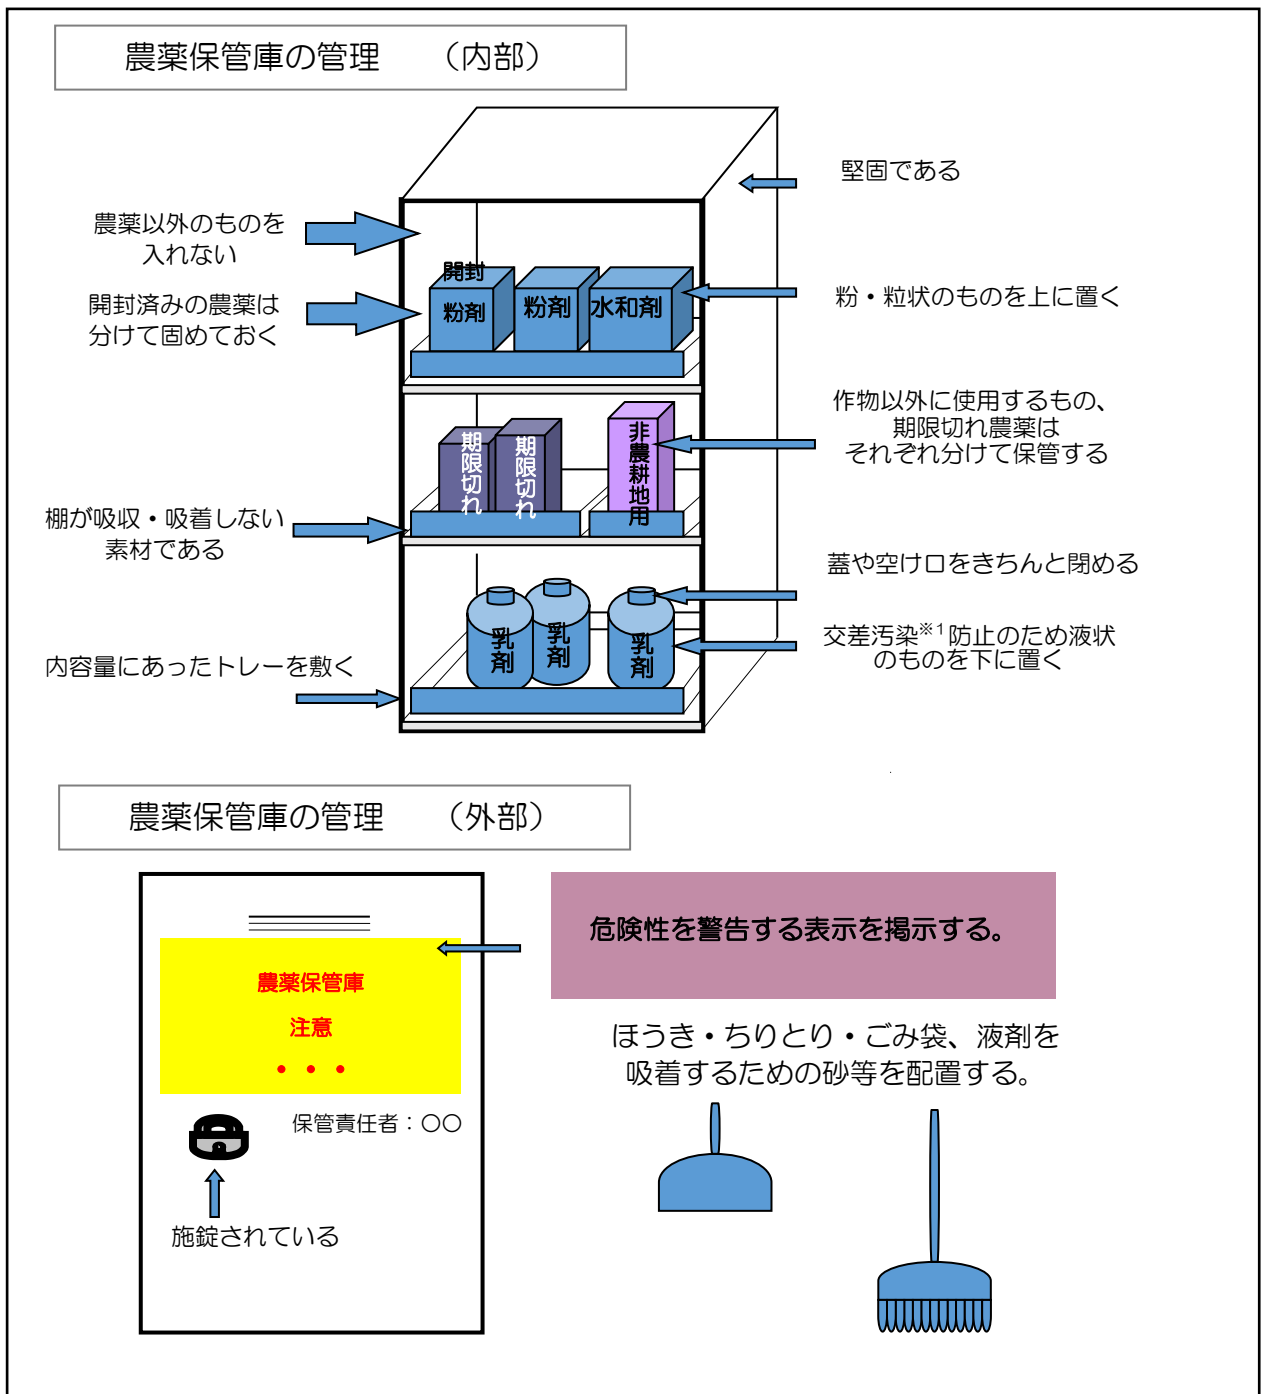 農薬保管庫の管理　（内部）
堅固である
農薬以外のものを
入れない
開封済みの農薬は
分けて固めておく
開封
粉剤
粉剤
水和剤
粉・粒状のものを上に置く
作物以外に使用するもの、
期限切れ農薬は
それぞれ分けて保管する
期限切れ
期限切れ
非農耕地用
棚が吸収・吸着しない
素材である
蓋や空け口をきちんと閉める
乳剤
乳剤
乳剤
交差汚染※1防止のため液状
のものを下に置く
内容量にあったトレーを敷く
農薬保管庫の管理　（外部）
農薬保管庫
注意
・・・
保管責任者：〇〇
施錠されている
危険性を警告する表示を掲示する。
ほうき・ちりとり・ごみ袋、液剤を
吸着するための砂等を配置する。